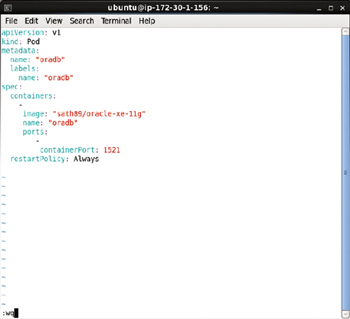 ubuntu@ip-172-30-1-156: ~
File Edit View Search Terminal Help
apiVersion: v1
kind: Pod
metadata:
  name: "oradb"
  labels:
    name: "oradb"
spec:
  containers:
    -
      image: "sath89/oracle-xe-11g"
      name: "oradb"
      ports:
        -
          containerPort: 1521
  restartPolicy: Always
~
~
~
~
~
~
~
~
~
~
~
:wq